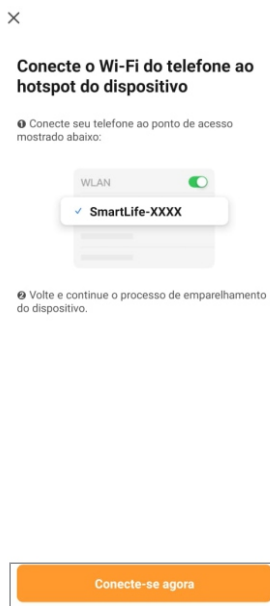 Conecte o Wi-Fi do telefone ao
hotspot do dispositivo
❶ Conecte seu telefone ao ponto de acesso
mostrado abaixo:
WLAN
SmartLife-XXXX
❷ Volte e continue o processo de emparelhamento
do dispositivo.
Conecte-se agora